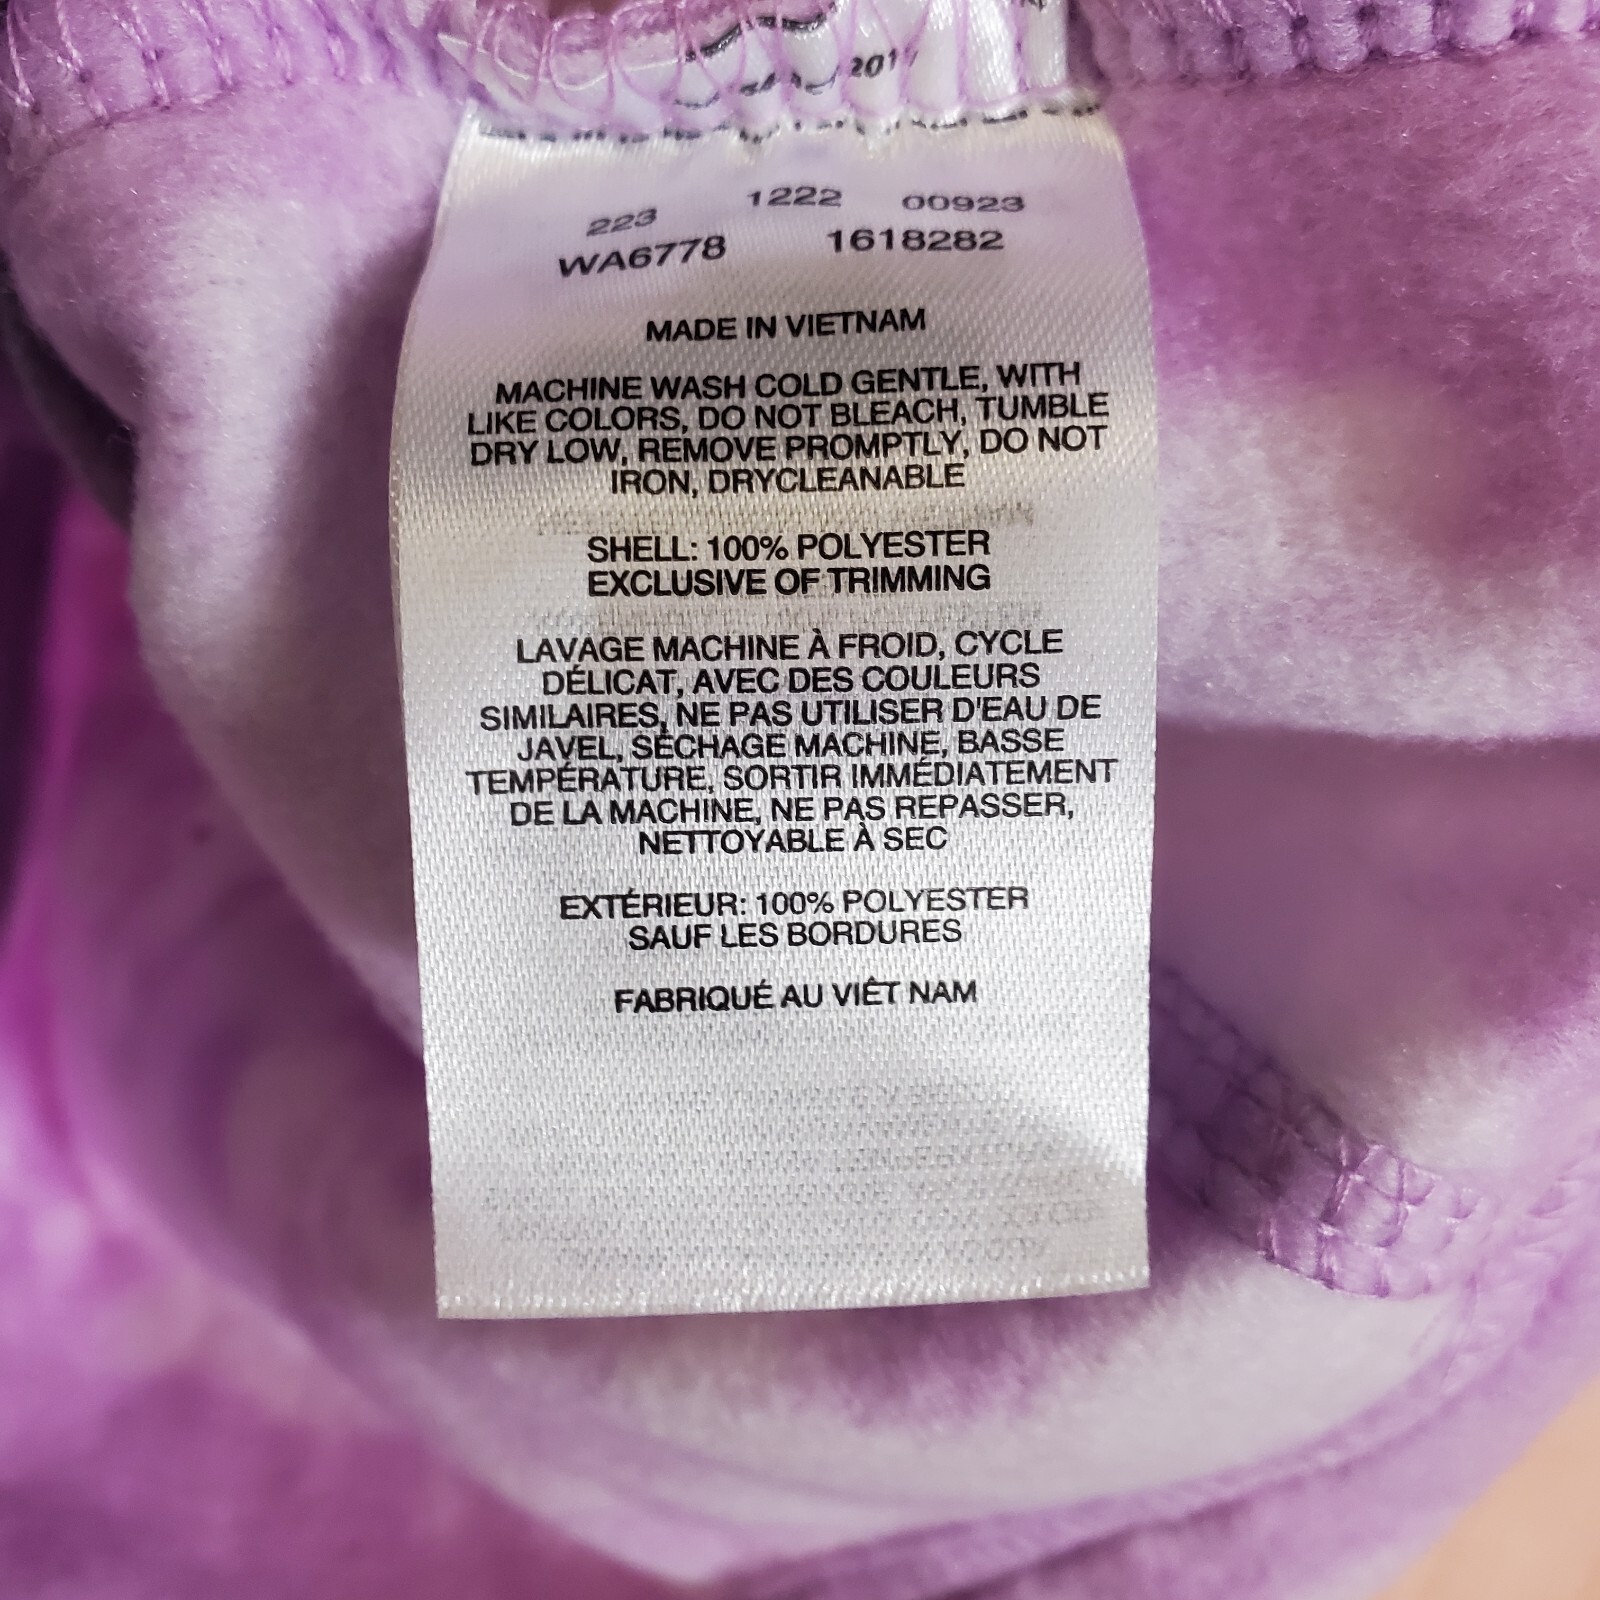 223 1222 00923
WA6778 1618282
MADE IN VIETNAM
MACHINE WASH COLD GENTLE, WITH
LIKE COLORS, DO NOT BLEACH, TUMBLE
DRY LOW, REMOVE PROMPTLY, DO NOT
IRON, DRYCLEANABLE
SHELL: 100% POLYESTER
EXCLUSIVE OF TRIMMING
LAVAGE MACHINE À FROID, CYCLE
DÉLICAT, AVEC DES COULEURS
SIMILAIRES, NE PAS UTILISER D'EAU DE
JAVEL, SÉCHAGE MACHINE, BASSE
TEMPÉRATURE, SORTIR IMMÉDIATEMENT
DE LA MACHINE, NE PAS REPASSER,
NETTOYABLE À SEC
EXTÉRIEUR: 100% POLYESTER
SAUF LES BORDURES
FABRIQUÉ AU VIÊT NAM